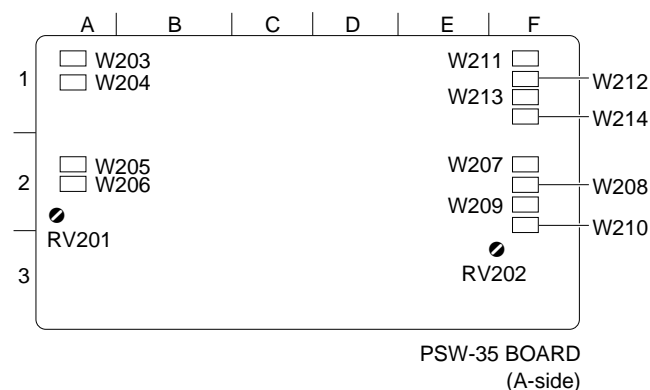 A B C D E F
1
W203 W211
W204 W212
W213
W214
2
W205 W207
W206 W208
W209
W210
RV201
3
RV202
PSW-35 BOARD
(A-side)